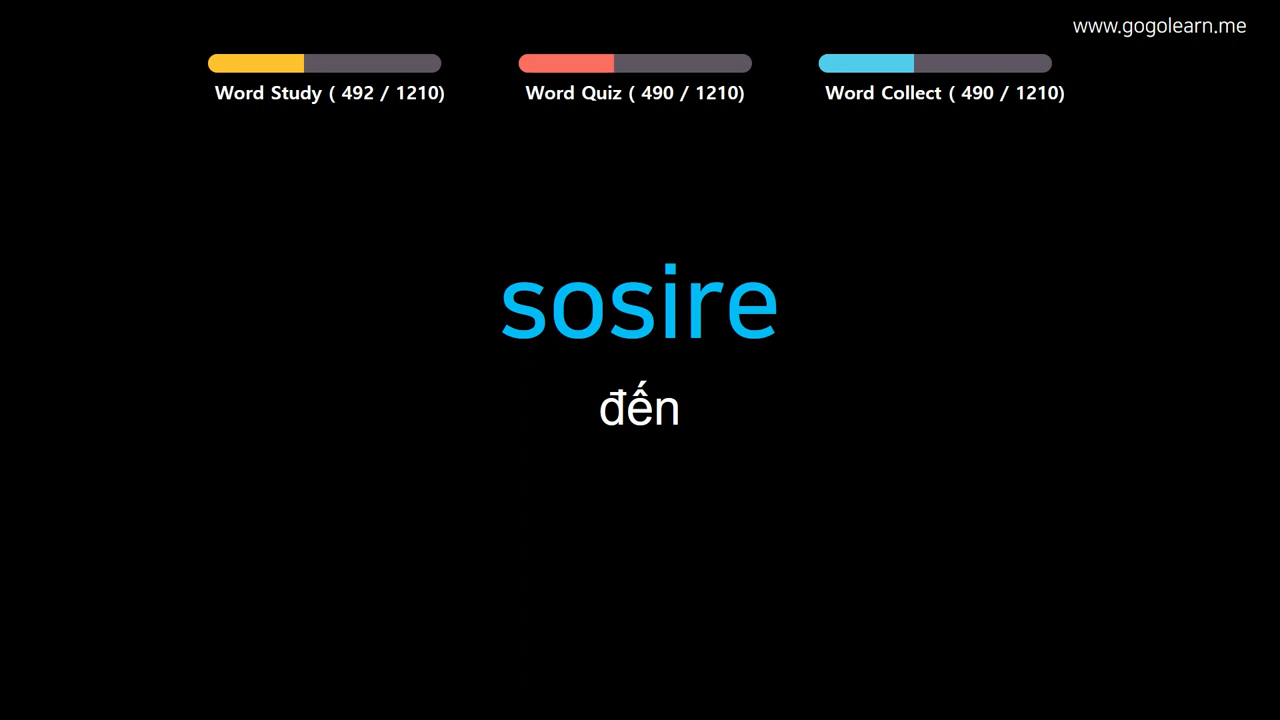 www.gogolearn.me
Word Study ( 492 / 1210)
Word Quiz ( 490 / 1210)
Word Collect ( 490 / 1210)
sosire
đến